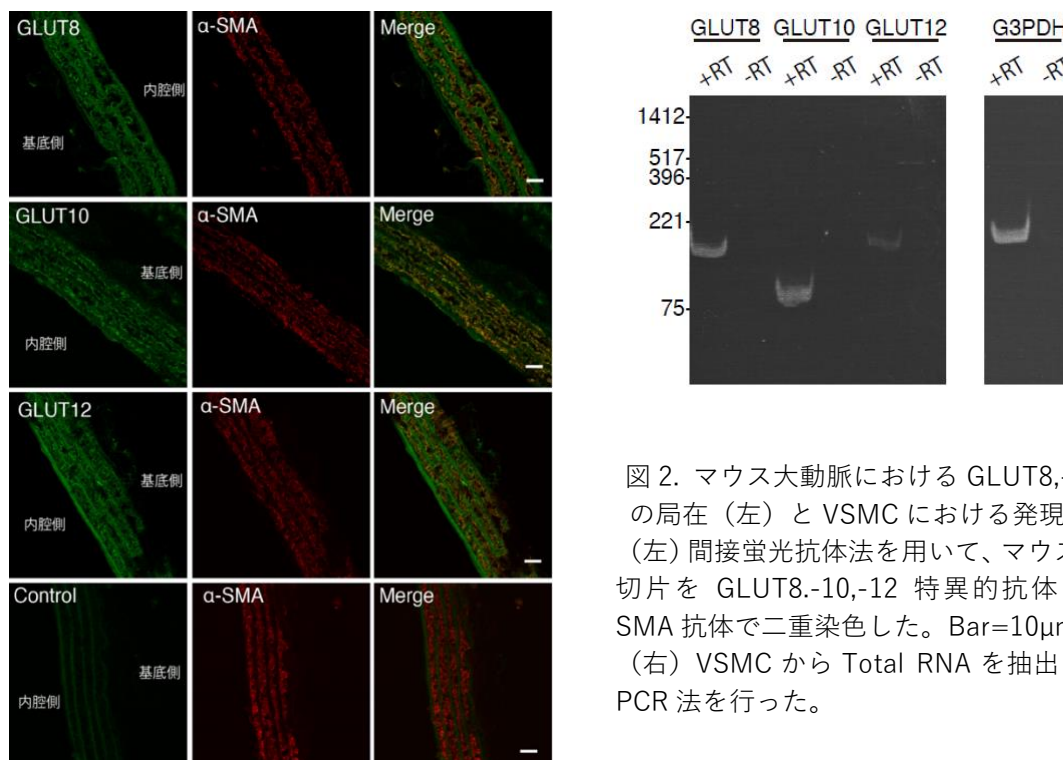 GLUT8 α-SMA Merge
内腔側
基底側
GLUT10 α-SMA Merge
基底側
内腔側
GLUT12 α-SMA Merge
基底側
内腔側
Control α-SMA Merge
基底側
内腔側
GLUT8 GLUT10 GLUT12 G3PDH
+RT -RT +RT -RT +RT -RT +RT -RT
1412-
517-
396-
221-
75-
図 2. マウス大動脈における GLUT8,-
の局在（左）と VSMC における発現
（左）間接蛍光抗体法を用いて、マウス
切片を GLUT8.-10,-12 特異的抗体
SMA 抗体で二重染色した。Bar=10μm
（右）VSMC から Total RNA を抽出
PCR 法を行った。